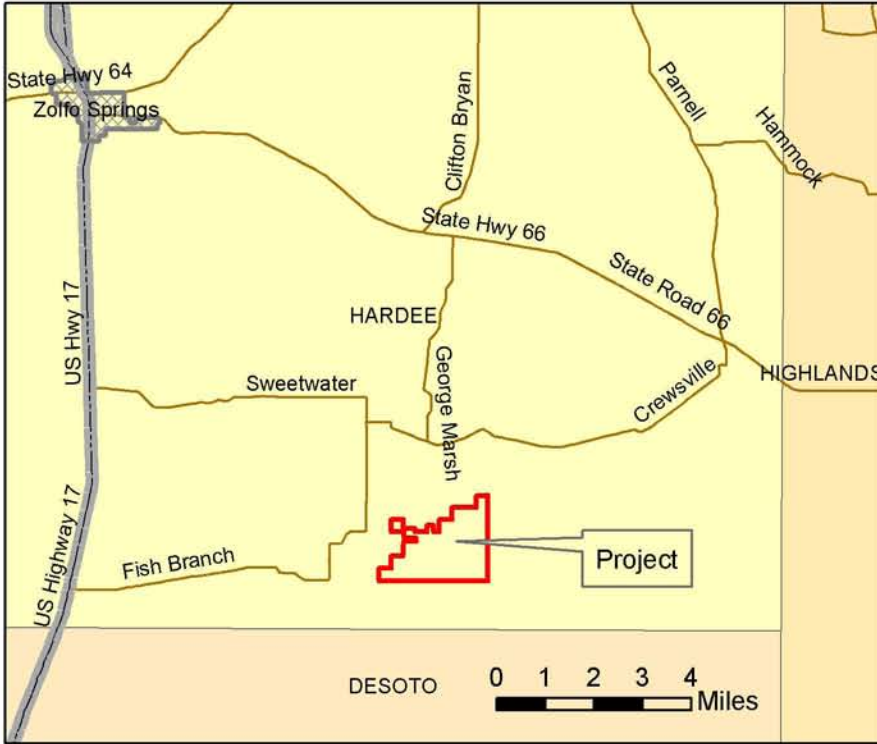 State Hwy 64
Zolfo Springs
Clifton Bryan
Parnell
Hammock
State Hwy 66
State Road 66
US Hwy 17
HARDEE
George Marsh
Sweetwater
Crewsville
HIGHLANDS
US Highway 17
Fish Branch
Project
DESOTO
0 1 2 3 4
Miles